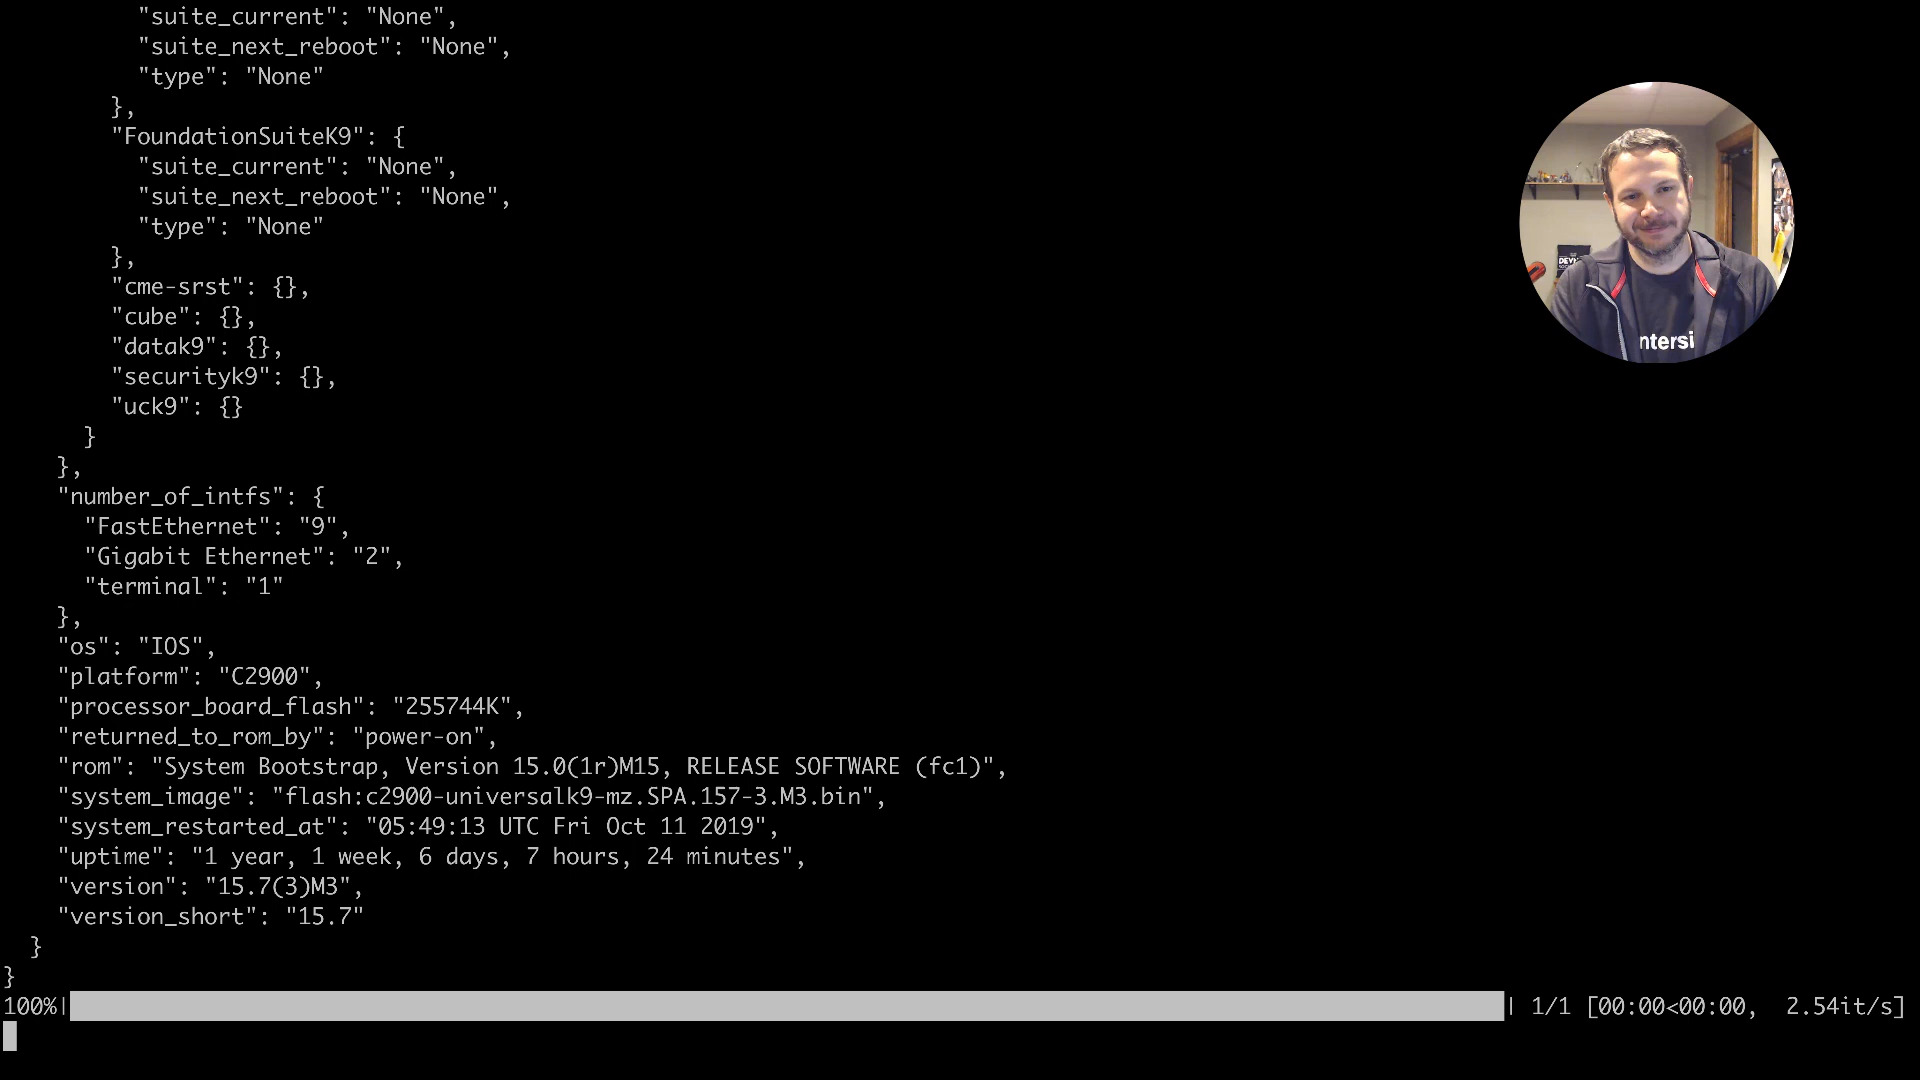 "suite_current": "None",
"suite_next_reboot": "None",
"type": "None"
},
"FoundationSuiteK9": {
"suite_current": "None",
"suite_next_reboot": "None",
"type": "None"
},
"cme-srst": {},
"cube": {},
"datak9": {},
"securityk9": {},
"uck9": {}
}
},
"number_of_intfs": {
"FastEthernet": "9",
"Gigabit Ethernet": "2",
"terminal": "1"
},
"os": "IOS",
"platform": "C2900",
"processor_board_flash": "255744K",
"returned_to_rom_by": "power-on",
"rom": "System Bootstrap, Version 15.0(1r)M15, RELEASE SOFTWARE (fc1)",
"system_image": "flash:c2900-universalk9-mz.SPA.157-3.M3.bin",
"system_restarted_at": "05:49:13 UTC Fri Oct 11 2019",
"uptime": "1 year, 1 week, 6 days, 7 hours, 24 minutes",
"version": "15.7(3)M3",
"version_short": "15.7"
}
}
100%| | 1/1 [00:00<00:00, 2.54it/s]
DEVN
ntersi